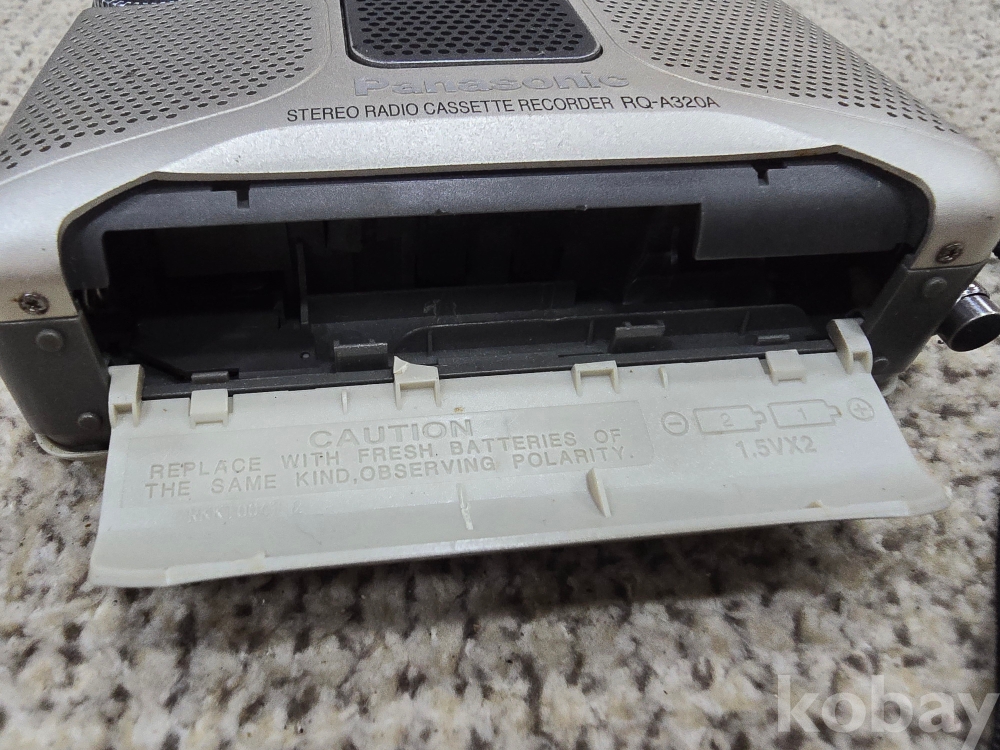 Panasonic
STEREO RADIO CASSETTE RECORDER RQ-A320A
CAUTION
REPLACE WITH FRESH BATTERIES OF
THE SAME KIND,OBSERVING POLARITY.
⊖ 2 1 ⊕
1.5VX2
kobay